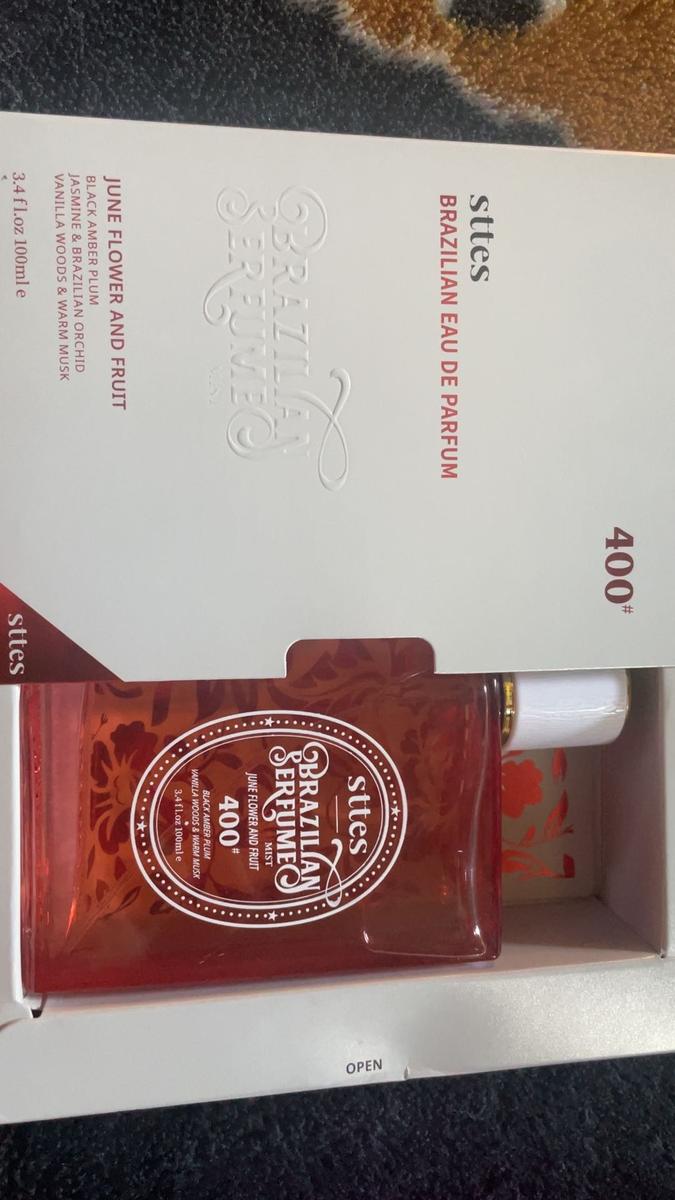 sttes
BRAZILIAN EAU DE PARFUM
400#
BRAZILIAN
PERFUME
MIST
JUNE FLOWER AND FRUIT
BLACK AMBER PLUM
JASMINE & BRAZILIAN ORCHID
VANILLA WOODS & WARM MUSK
3.4 fl.oz 100ml e
sttes
sttes
BRAZILIAN
MIST
PERFUME
JUNE FLOWER AND FRUIT
400#
BLACK AMBER PLUM
VANILLA WOODS & WARM MUSK
3.4 fl.oz 100ml e
OPEN